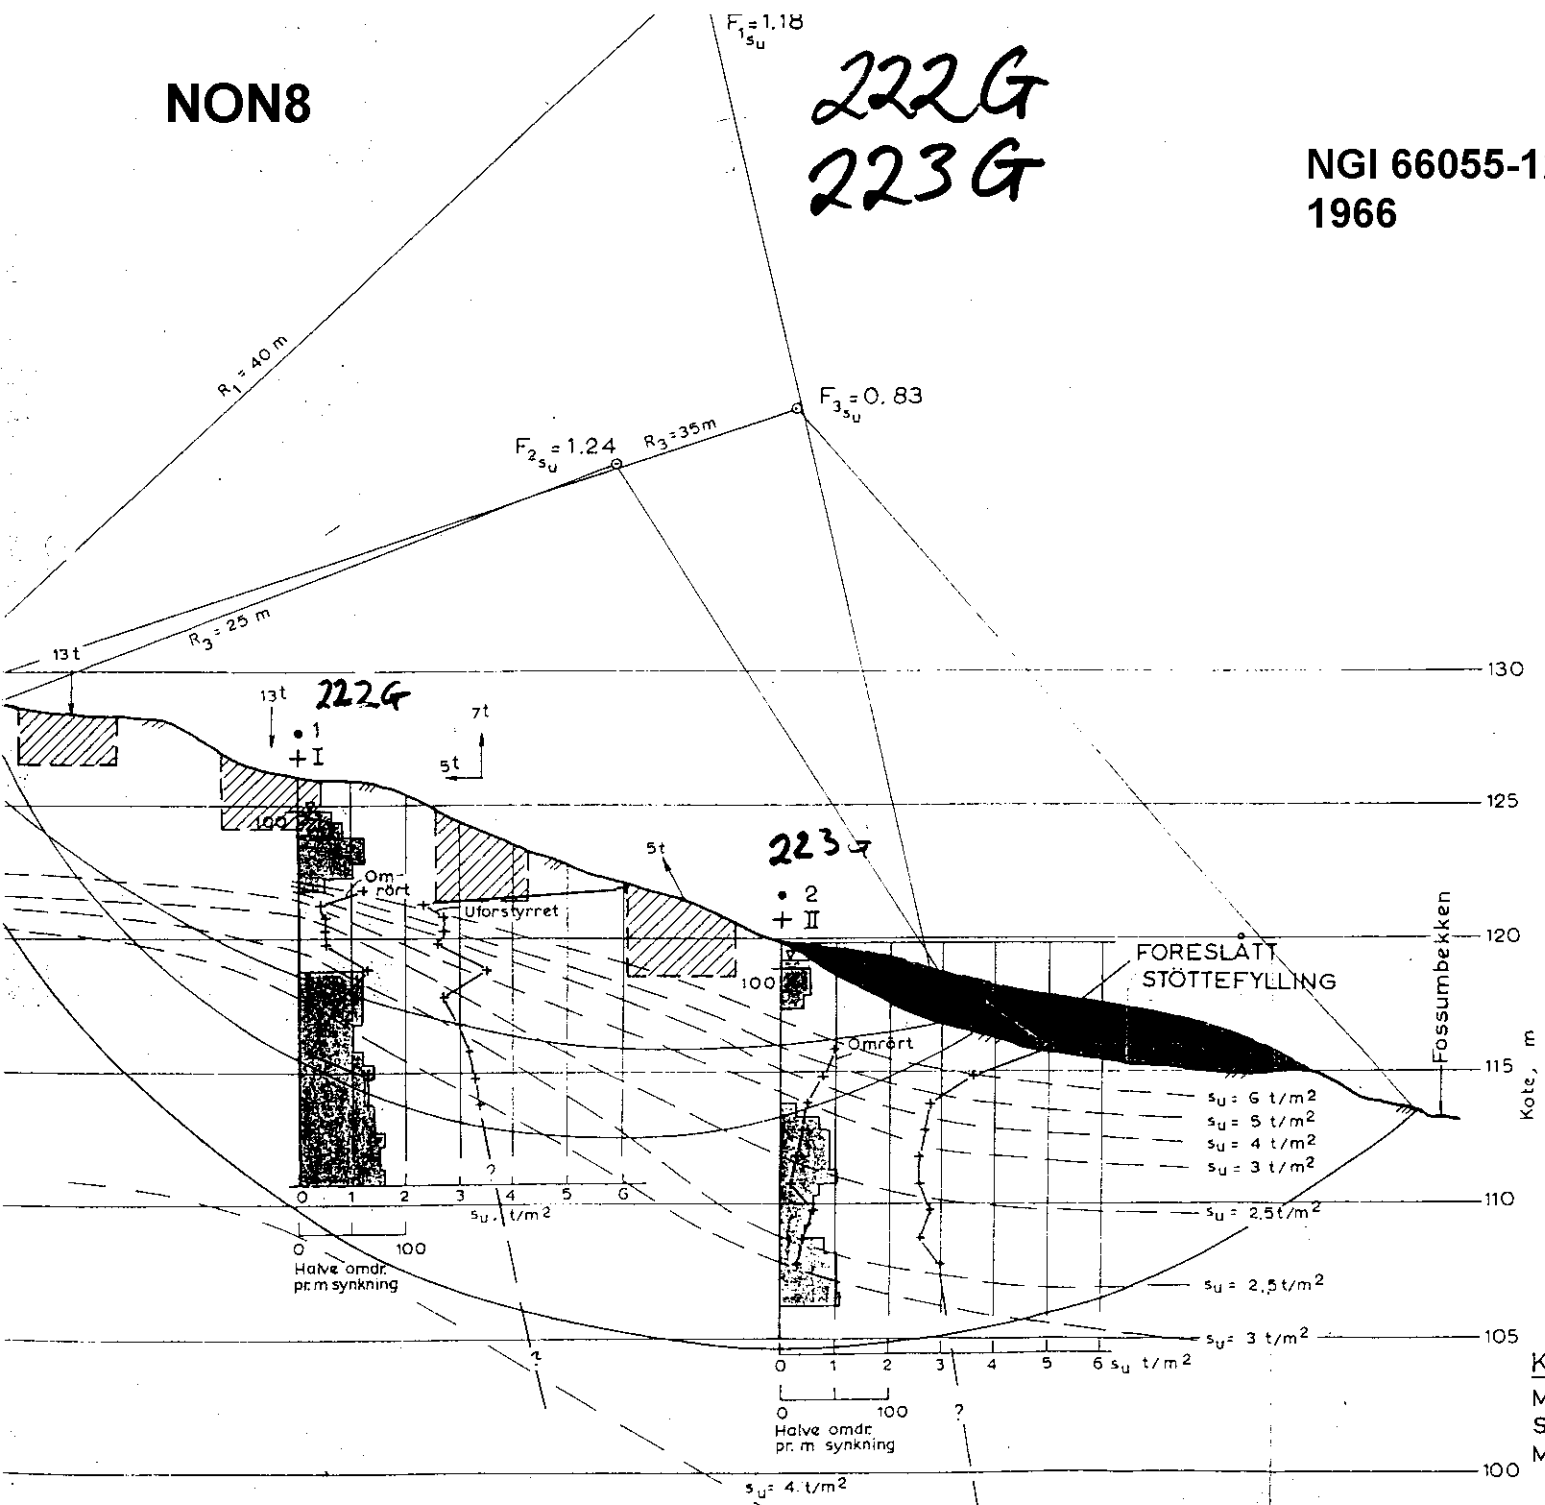 F₁sᵤ = 1.18
NON8
222G
223G
NGI 66055-1
1966
R₁ = 40 m
F₃sᵤ = 0.83
F₂sᵤ = 1.24
R₃ = 35m
R₃ = 25 m
13t
130
13t
222G
7t
1
I
5t
125
100
223G
5t
Om
rört
2
II
Uforstyrret
120
FORESLÅTT
STÖTTEFYLLING
100
Fossumbekken
Omrört
115
Kote, m
sᵤ = 6 t/m²
sᵤ = 5 t/m²
sᵤ = 4 t/m²
sᵤ = 3 t/m²
?
0 1 2 3 4 5 6
110
sᵤ, t/m²
sᵤ = 2,5 t/m²
0 100
Halve omdr.
pr. m synkning
sᵤ = 2,5 t/m²
sᵤ = 3 t/m²
105
?
0 1 2 3 4 5 6 sᵤ t/m²
K
M
S
M
0 100
?
Halve omdr.
pr. m synkning
100
sᵤ = 4 t/m²